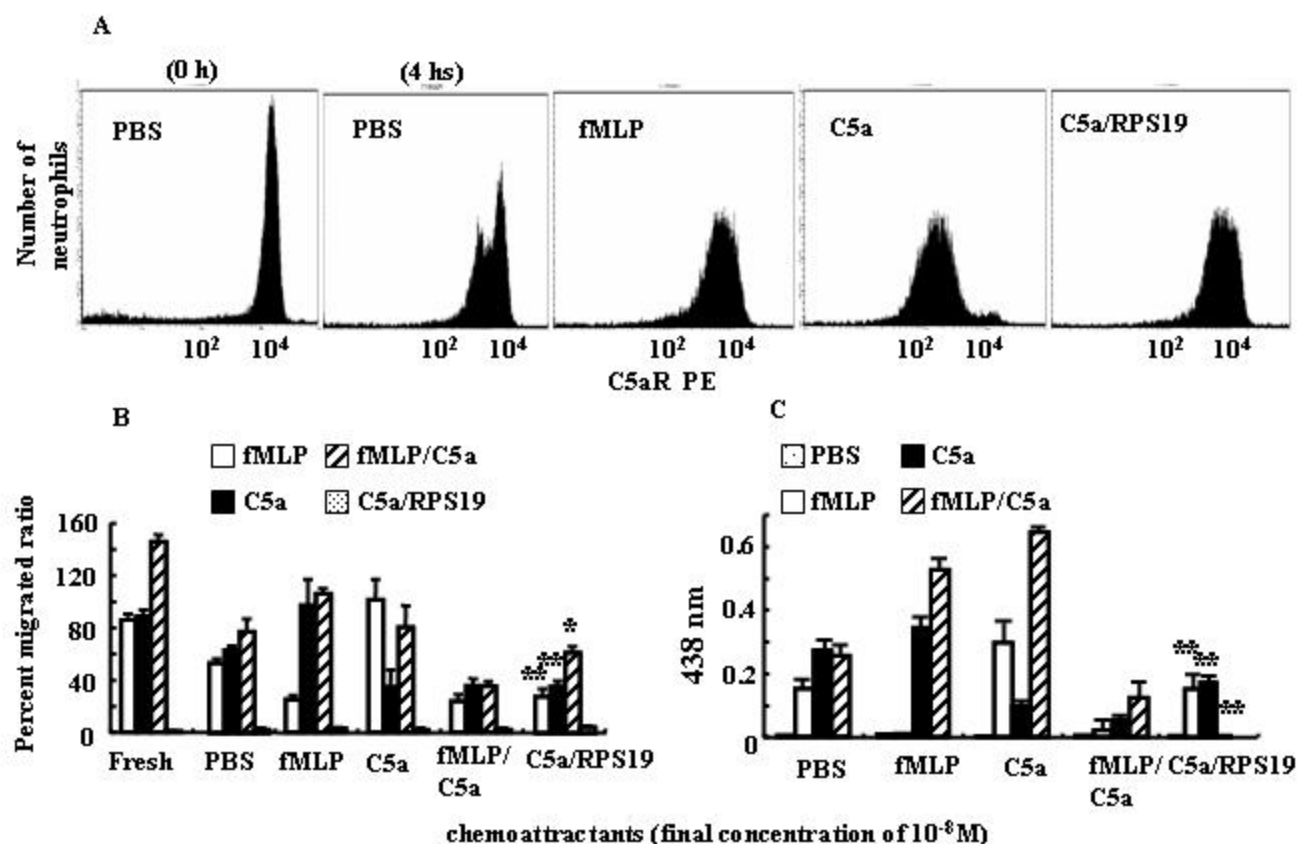 A
(0 h) (4 hs)
PBS PBS fMLP C5a C5a/RPS19
Number of
neutrophils
10² 10⁴ 10² 10⁴ 10² 10⁴ 10² 10⁴ 10² 10⁴
C5aR PE
B
fMLP fMLP/C5a
C5a C5a/RPS19
Percent migrated ratio
160
120
80
40
0
** ** *
Fresh PBS fMLP C5a fMLP/ C5a/RPS19
C5a
C
PBS C5a
fMLP fMLP/C5a
438 nm
0.6
0.4
0.2
0
** ** **
PBS fMLP C5a fMLP/ C5a/RPS19
C5a
chemoattractants (final concentration of 10⁻⁸M)